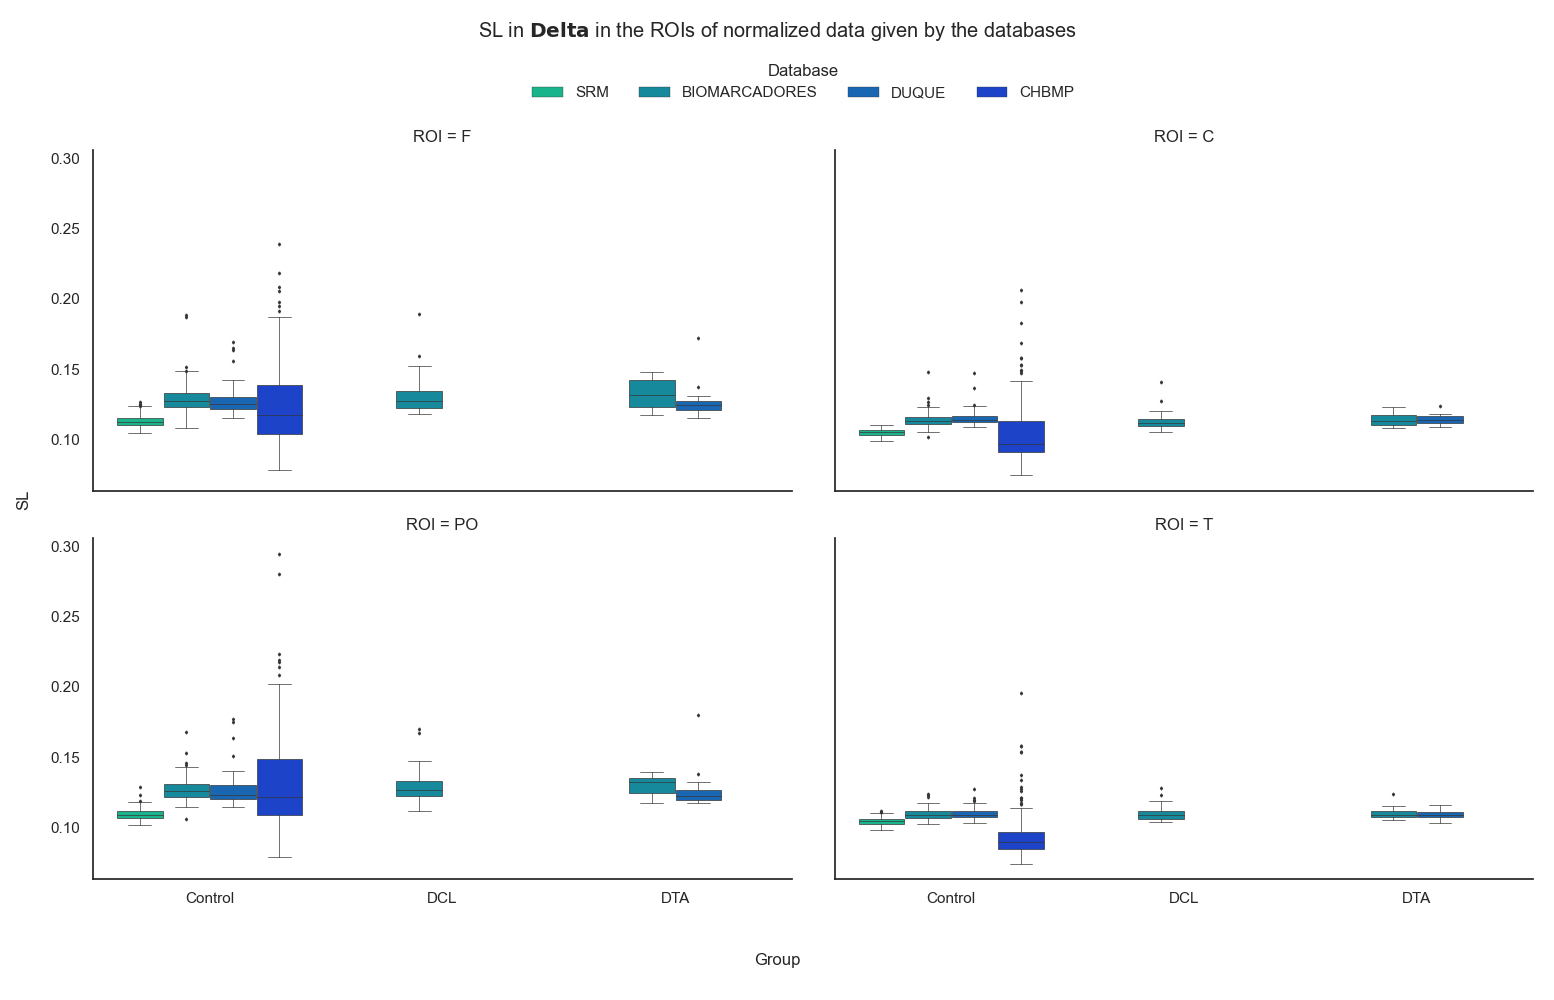 SL in Delta in the ROIs of normalized data given by the databases
Database
SRM BIOMARCADORES DUQUE CHBMP
ROI = F
ROI = C
0.30
0.25
0.20
0.15
0.10
SL
ROI = PO
ROI = T
0.30
0.25
0.20
0.15
0.10
Control DCL DTA
Control DCL DTA
Group